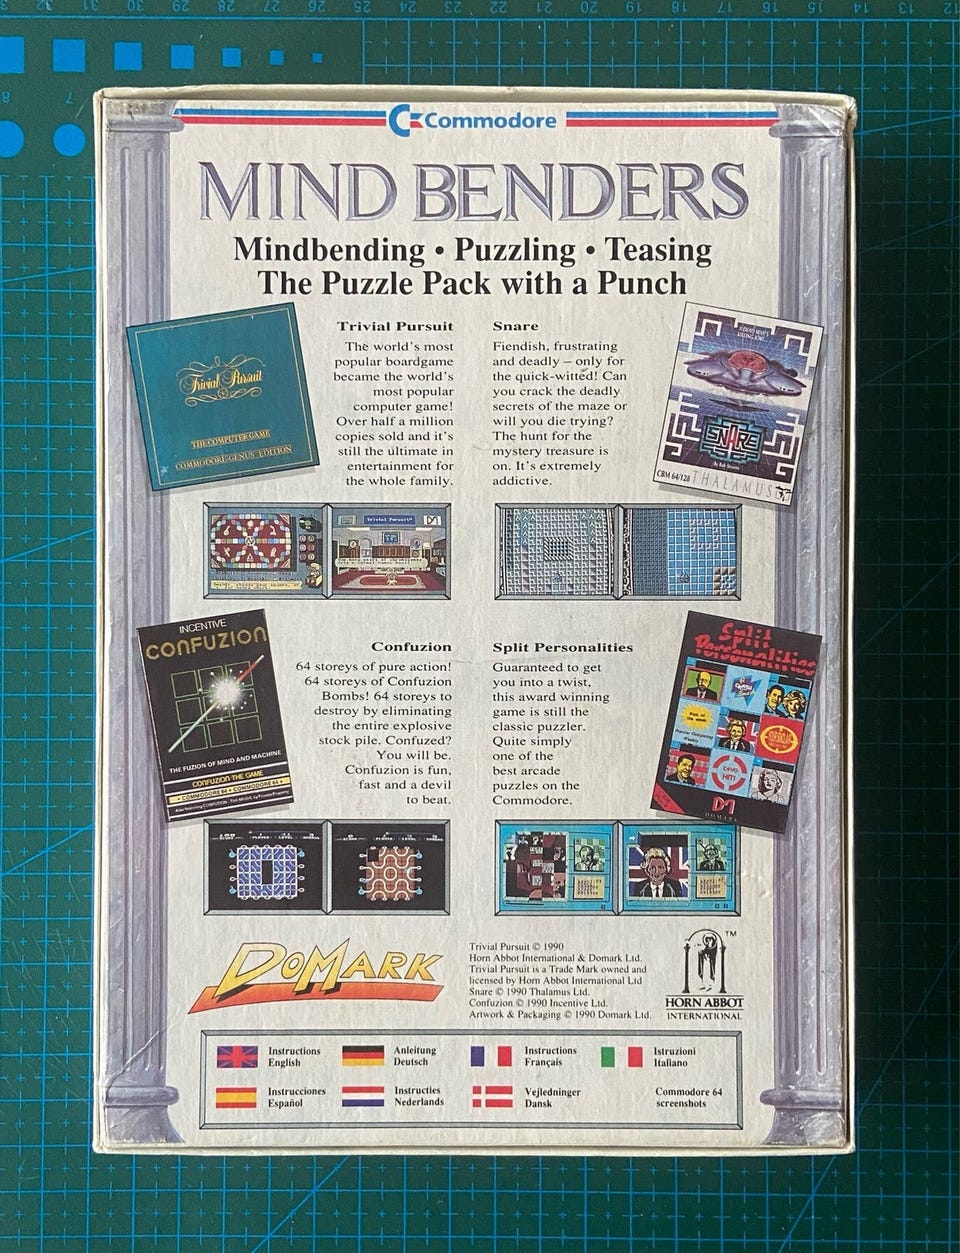 Commodore
MIND BENDERS
Mindbending • Puzzling • Teasing
The Puzzle Pack with a Punch
Trivial Pursuit
THE COMPUTER GAME
COMMODORE-GENUS EDITION
Trivial Pursuit
The world's most
popular boardgame
became the world's
most popular
computer game!
Over half a million
copies sold and it's
still the ultimate in
entertainment for
the whole family.
Snare
Fiendish, frustrating
and deadly – only for
the quick-witted! Can
you crack the deadly
secrets of the maze or
will you die trying?
The hunt for the
mystery treasure is
on. It's extremely
addictive.
SNARE
CBM 64/128 THALAMUS
Trivial Pursuit
INCENTIVE
CONFUZION
THE FUZION OF MIND AND MACHINE
CONFUZION THE GAME
• COMMODORE 64 • COMMODORE 64 •
Confuzion
64 storeys of pure action!
64 storeys of Confuzion
Bombs! 64 storeys to
destroy by eliminating
the entire explosive
stock pile. Confuzed?
You will be.
Confuzion is fun,
fast and a devil
to beat.
Split Personalities
Guaranteed to get
you into a twist,
this award winning
game is still the
classic puzzler.
Quite simply
one of the
best arcade
puzzles on the
Commodore.
Split
Personalities
DOMARK
DOMARK
Trivial Pursuit © 1990
Horn Abbot International & Domark Ltd.
Trivial Pursuit is a Trade Mark owned and
licensed by Horn Abbot International Ltd
Snare © 1990 Thalamus Ltd.
Confuzion © 1990 Incentive Ltd.
Artwork & Packaging © 1990 Domark Ltd.
TM
HORN ABBOT
INTERNATIONAL
Instructions
English
Anleitung
Deutsch
Instructions
Français
Istruzioni
Italiano
Instrucciones
Español
Instructies
Nederlands
Vejledninger
Dansk
Commodore 64
screenshots